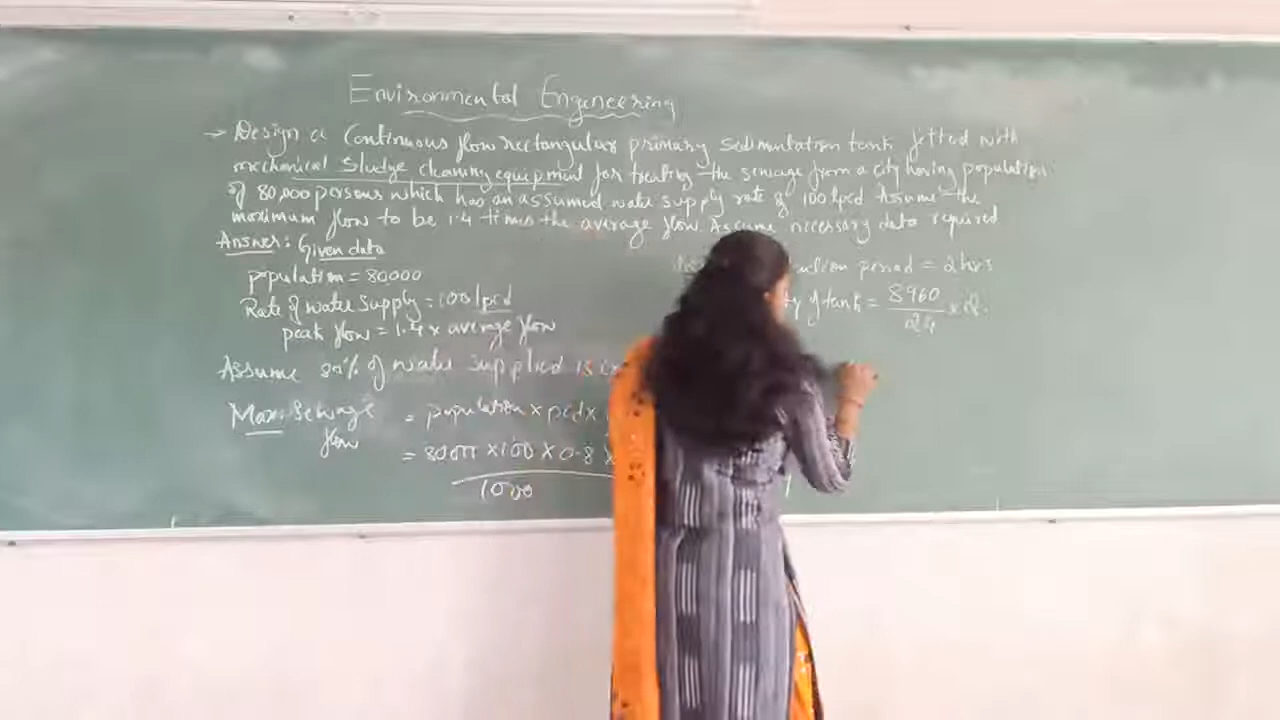 Environmental Engineering
→ Design a Continuous flow rectangular primary sedimentation tank fitted with
mechanical Sludge cleaning equipment for treating the sewage from a city having population
of 80,000 persons which has an assumed water supply rate of 100 lpcd Assume the
maximum flow to be 1.4 times the average flow. Assume necessary data required
Answer: Given data
population = 80000
Rate of water Supply = 100 lpcd
peak flow = 1.4 x average flow
Assume 80% of water supplied is
Max. Sewage flow = population x pcd x
= 80000 x 100 x 0.8 x
1000
period = 2hrs
of tank = 8960 / 24 x 2.